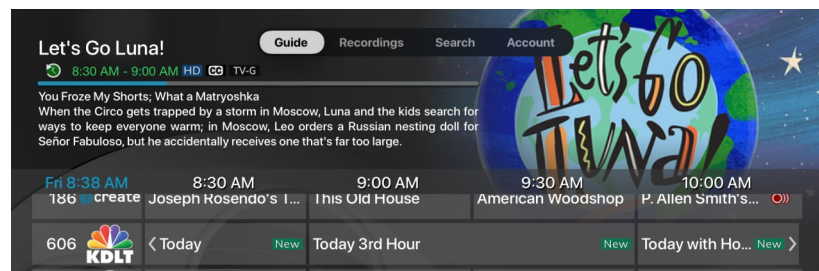 Let's Go Luna!
Guide Recordings Search Account
8:30 AM - 9:00 AM HD CC TV-G
You Froze My Shorts; What a Matryoshka
When the Circo gets trapped by a storm in Moscow, Luna and the kids search for
ways to keep everyone warm; in Moscow, Leo orders a Russian nesting doll for
Señor Fabuloso, but he accidentally receives one that's far too large.
Let's GO LUNA!
Fri 8:38 AM 8:30 AM 9:00 AM 9:30 AM 10:00 AM
186 create Joseph Rosendo's T... This Old House American Woodshop P. Allen Smith's...
606 KDLT Today New Today 3rd Hour New Today with Ho... New